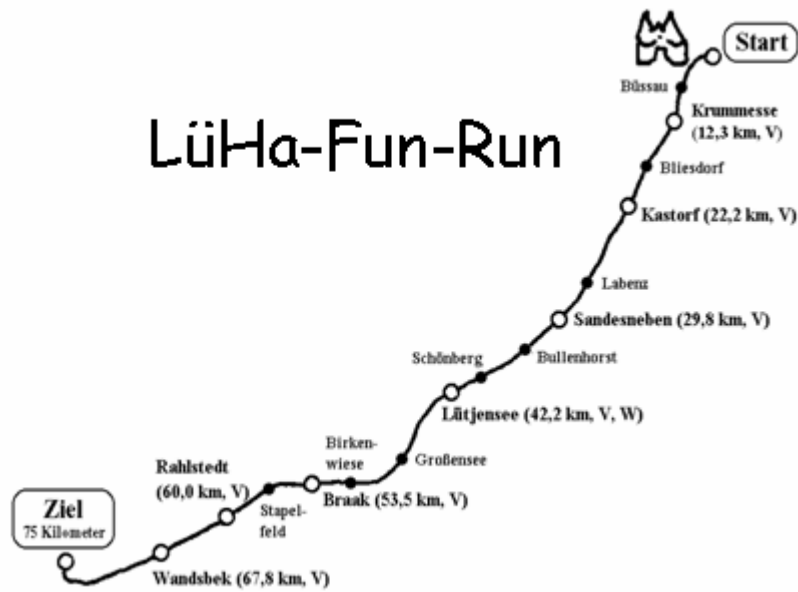 Start
Büssau
Krummesse
(12,3 km, V)
LüHa-Fun-Run
Bliesdorf
Kastorf (22,2 km, V)
Labenz
Sandesneben (29,8 km, V)
Bullenhorst
Schönberg
Lütjensee (42,2 km, V, W)
Großensee
Birken-
wiese
Braak (53,5 km, V)
Stapel-
feld
Rahlstedt
(60,0 km, V)
Wandsbek (67,8 km, V)
Ziel
75 Kilometer